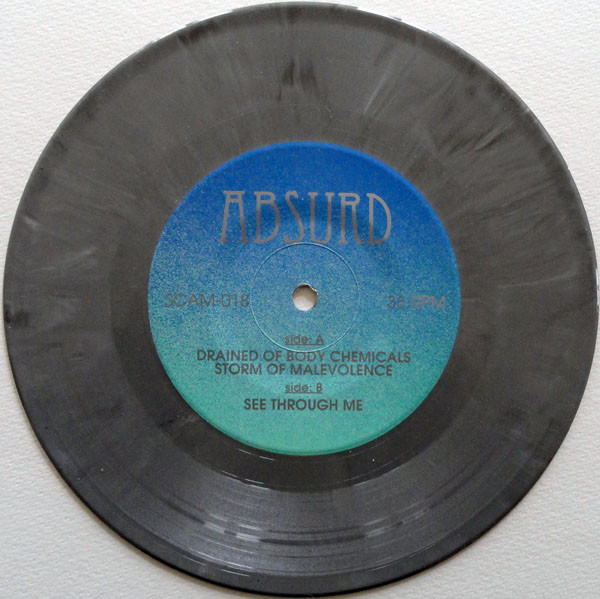 ABSURD
SCAM-018 33 RPM
side: A
DRAINED OF BODY CHEMICALS
STORM OF MALEVOLENCE
side: B
SEE THROUGH ME